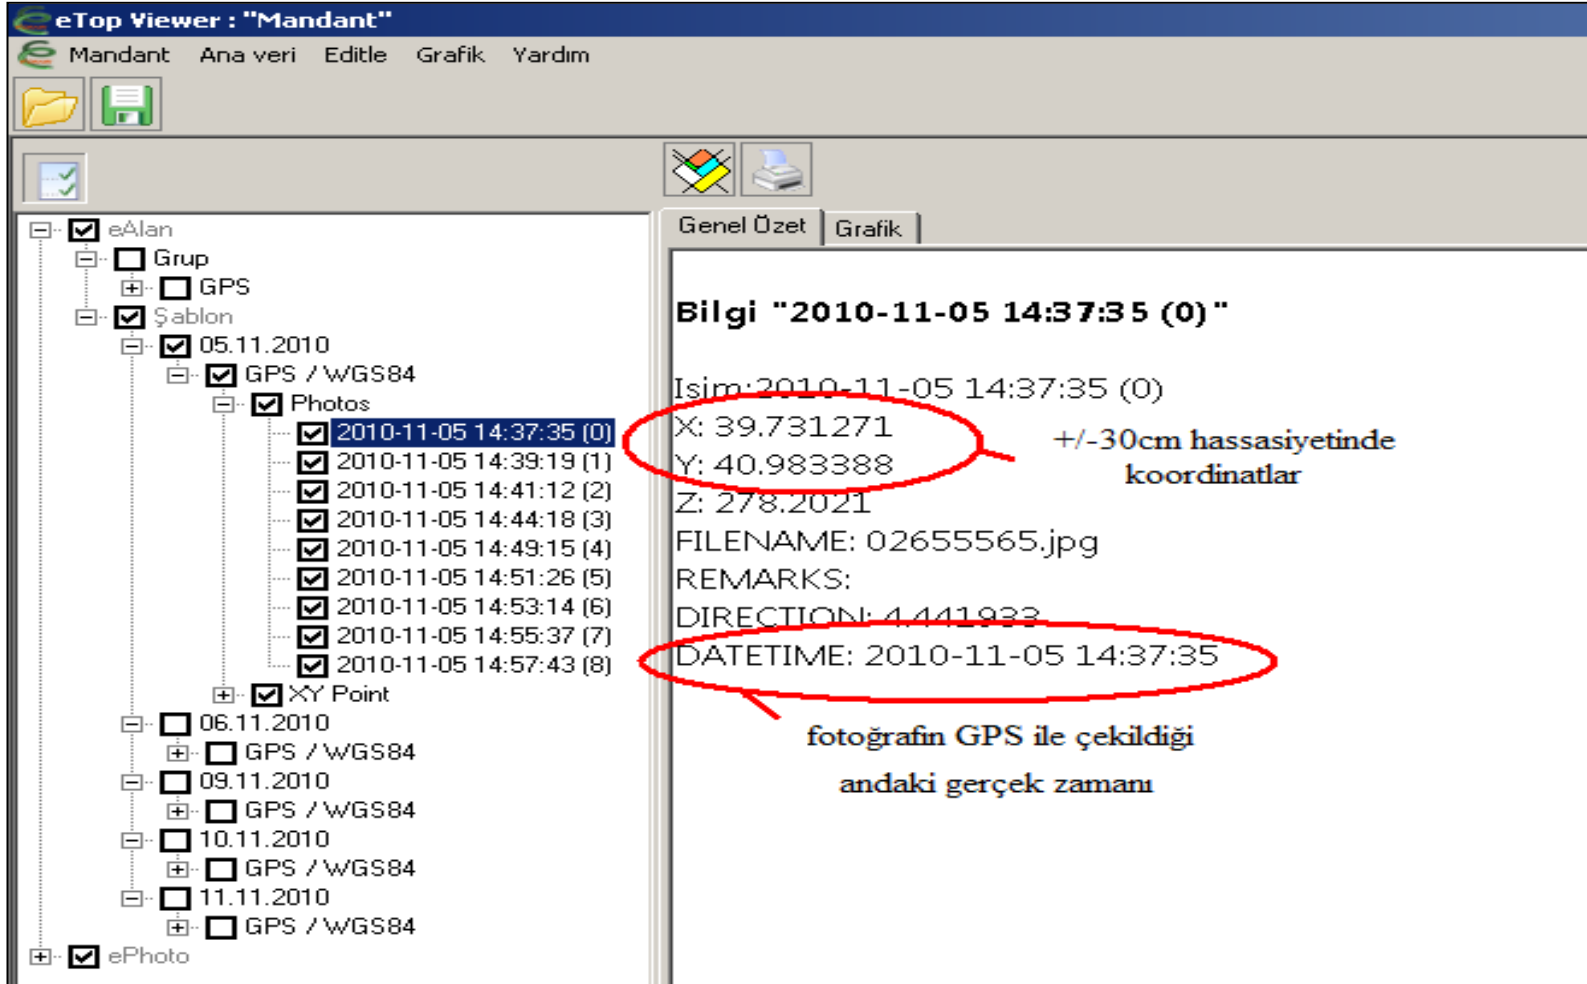 eTop Viewer : "Mandant"
Mandant Ana veri Editle Grafik Yardım
eAlan
Grup
GPS
Şablon
05.11.2010
GPS / WGS84
Photos
2010-11-05 14:37:35 (0)
2010-11-05 14:39:19 (1)
2010-11-05 14:41:12 (2)
2010-11-05 14:44:18 (3)
2010-11-05 14:49:15 (4)
2010-11-05 14:51:26 (5)
2010-11-05 14:53:14 (6)
2010-11-05 14:55:37 (7)
2010-11-05 14:57:43 (8)
XY Point
06.11.2010
GPS / WGS84
09.11.2010
GPS / WGS84
10.11.2010
GPS / WGS84
11.11.2010
GPS / WGS84
ePhoto
Genel Özet Grafik
Bilgi "2010-11-05 14:37:35 (0)"
Isim:2010-11-05 14:37:35 (0)
X: 39.731271
Y: 40.983388
Z: 278.2021
FILENAME: 02655565.jpg
REMARKS:
DIRECTION: 4.441933
DATETIME: 2010-11-05 14:37:35
+/-30cm hassasiyetinde
koordinatlar
fotoğrafin GPS ile çekildiği
andaki gerçek zamanı